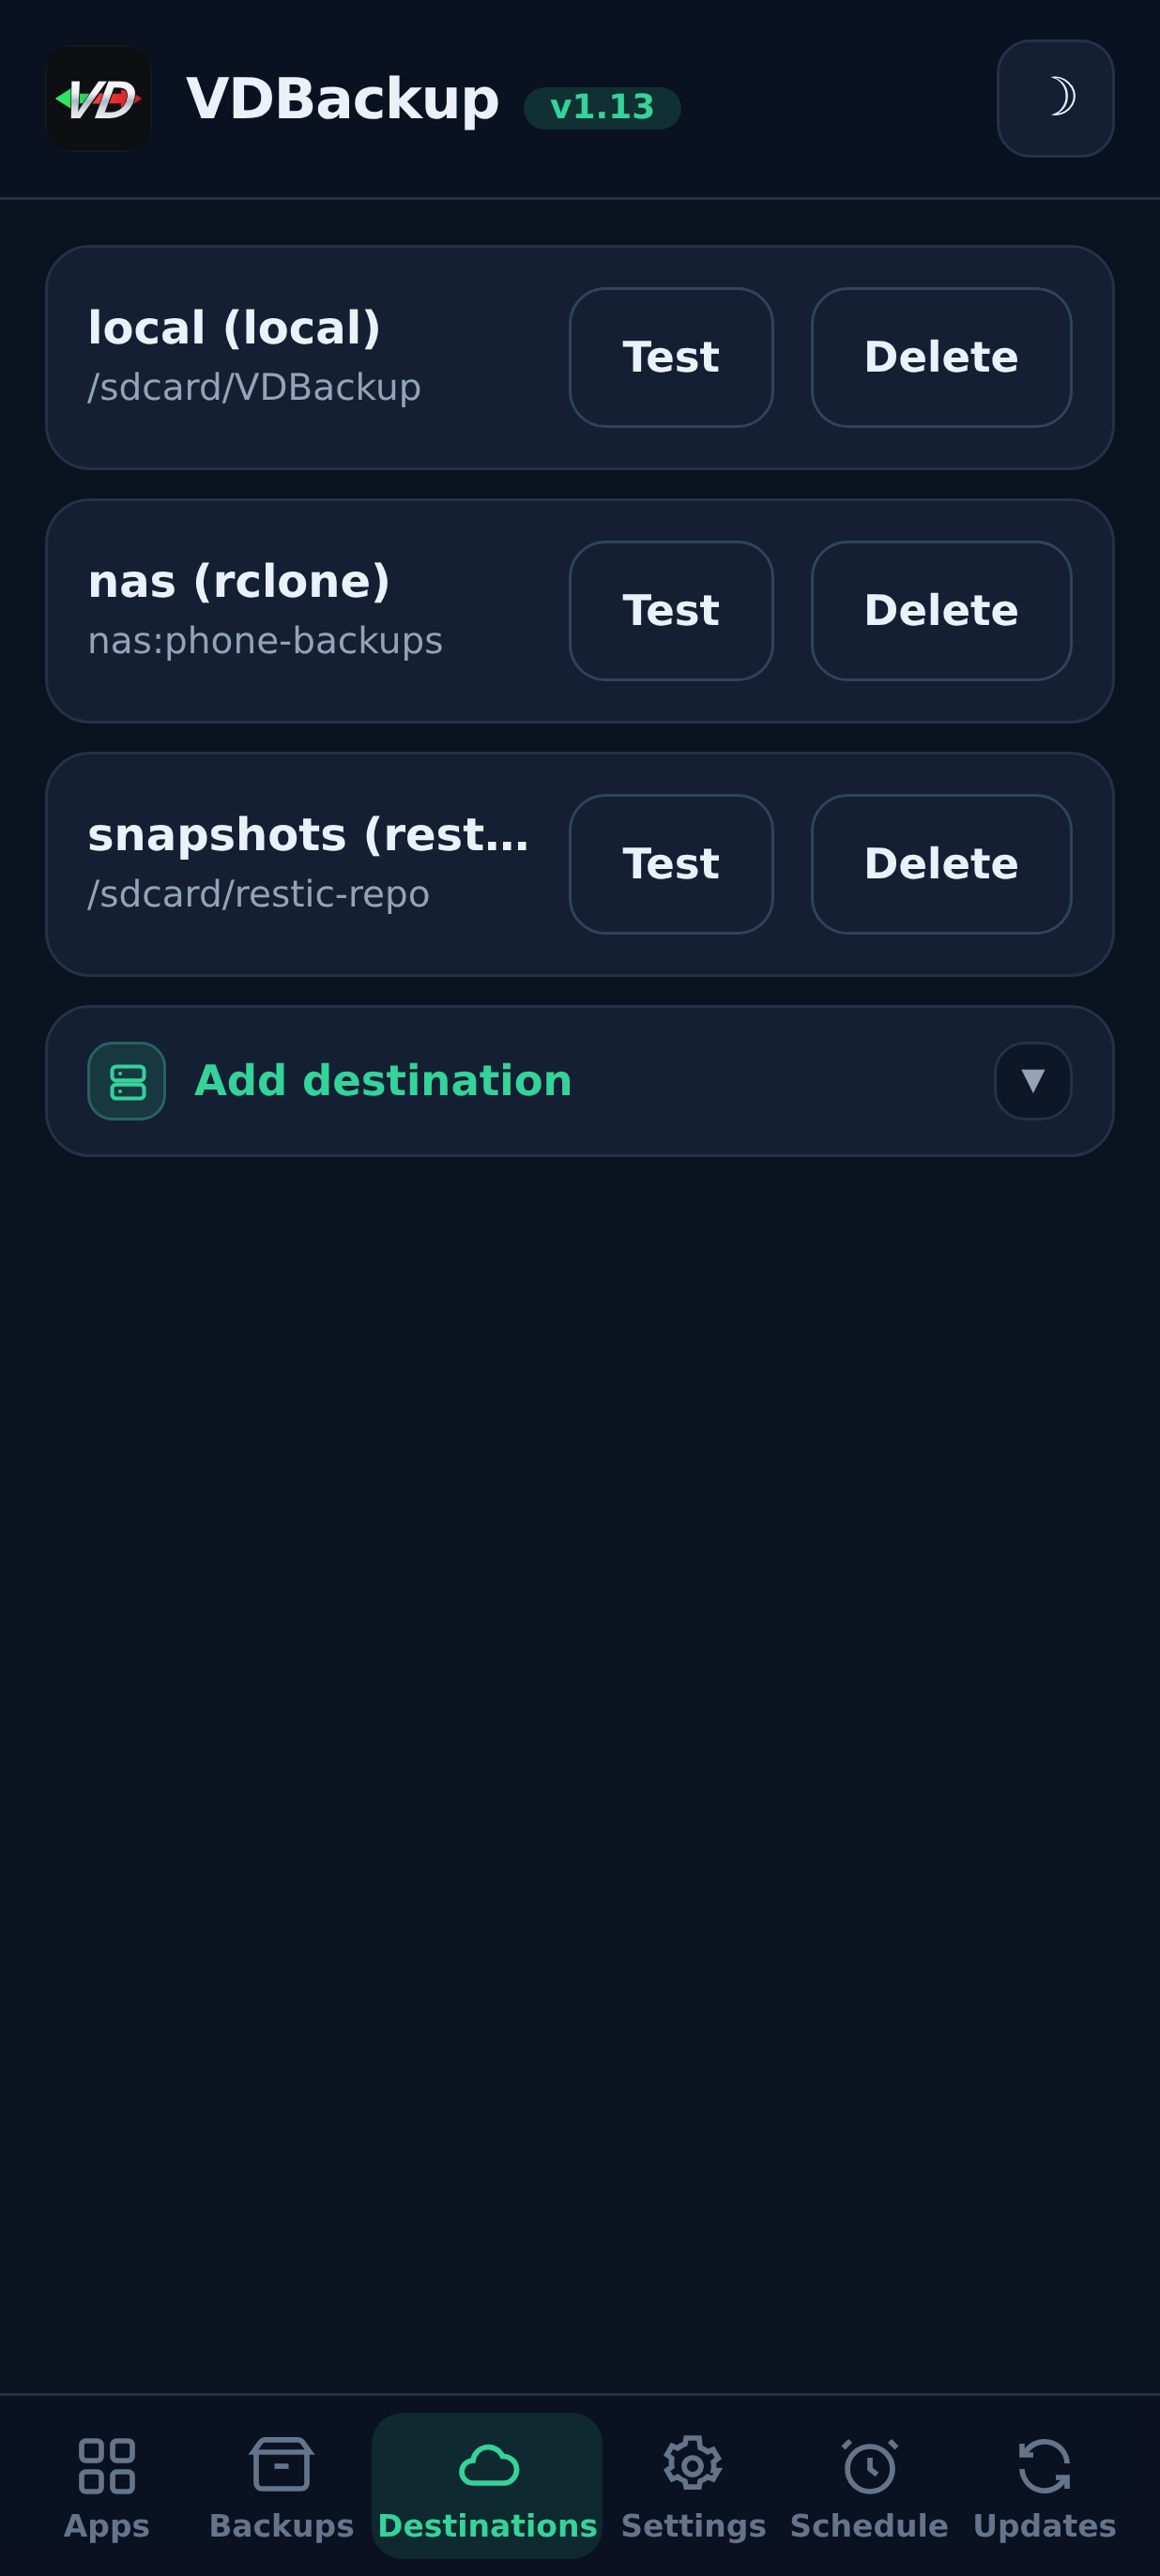 VD
VDBackup v1.13
local (local)
/sdcard/VDBackup
Test
Delete
nas (rclone)
nas:phone-backups
Test
Delete
snapshots (rest…
/sdcard/restic-repo
Test
Delete
Add destination
Apps
Backups
Destinations
Settings
Schedule
Updates